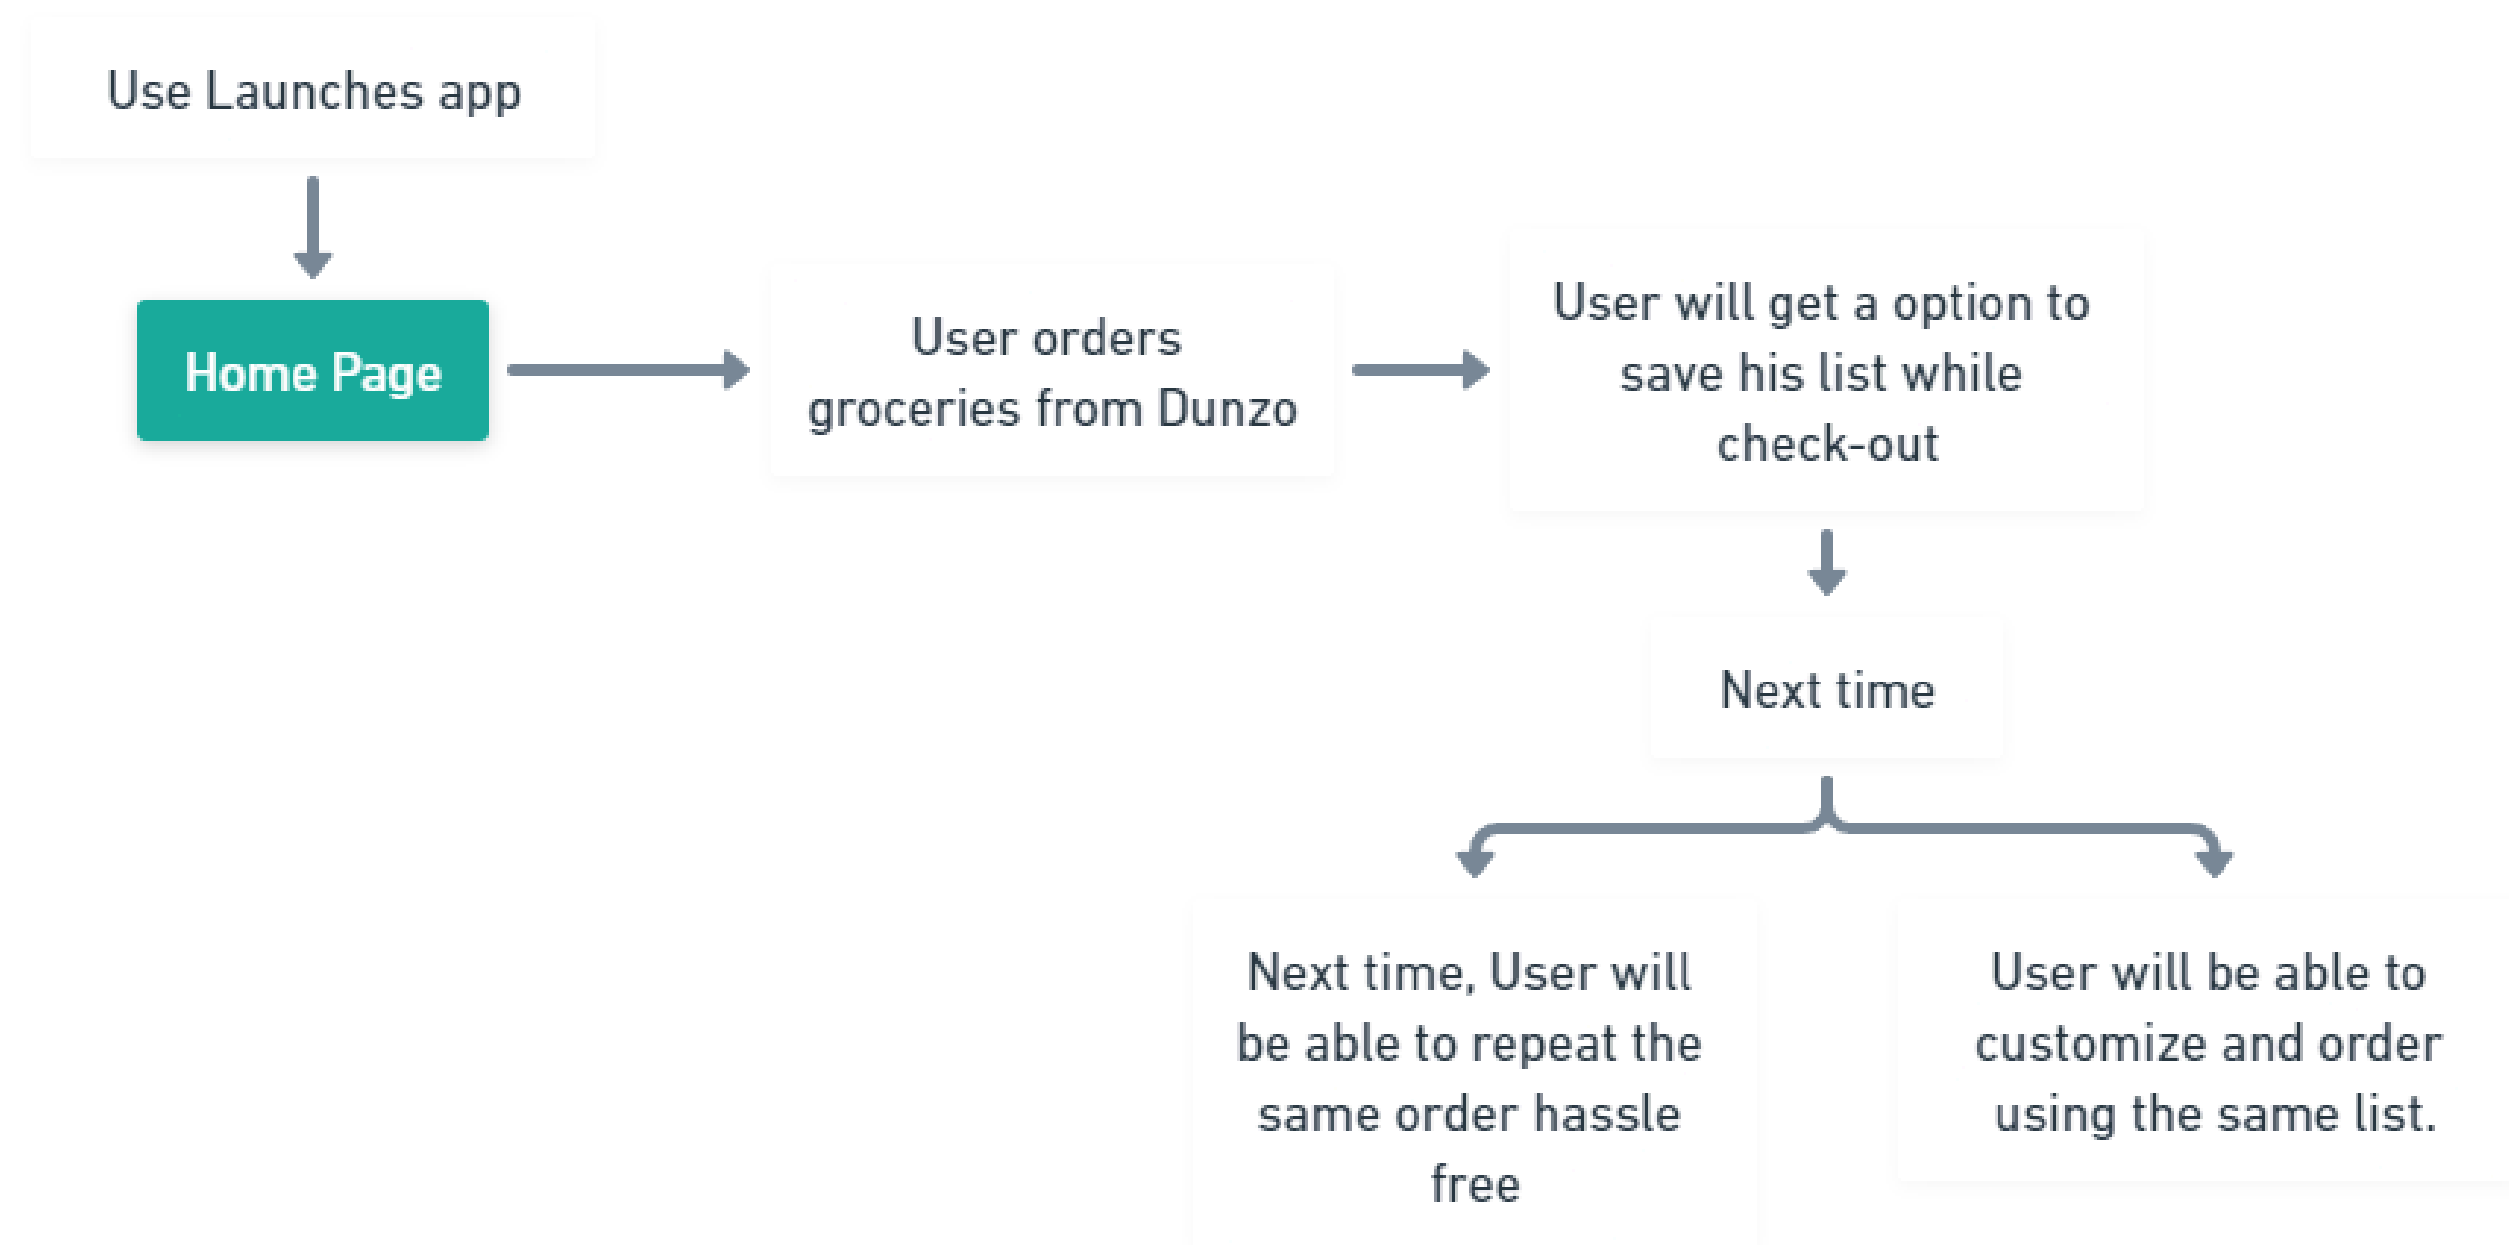 Use Launches app
Home Page
User orders
groceries from Dunzo
User will get a option to
save his list while
check-out
Next time
Next time, User will
be able to repeat the
same order hassle
free
User will be able to
customize and order
using the same list.